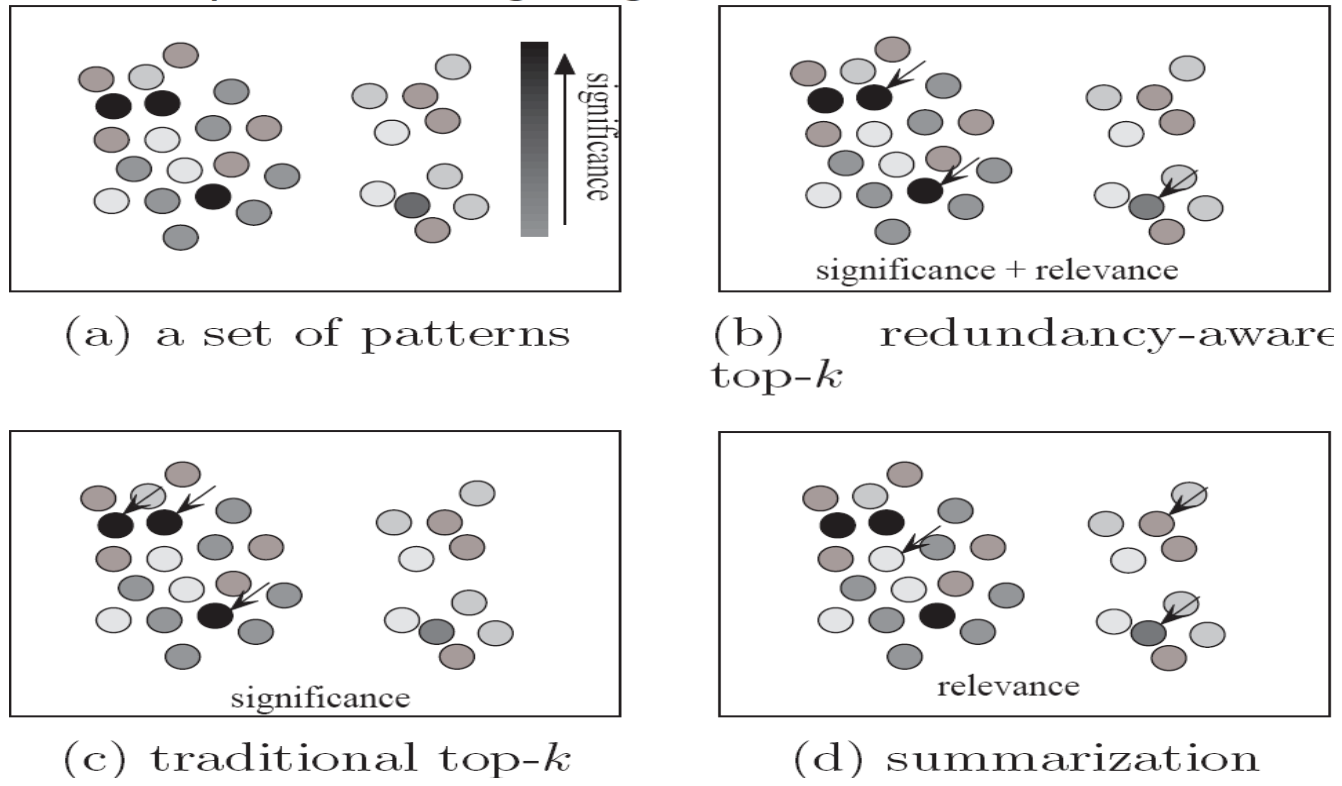 significance
significance + relevance
(a) a set of patterns
(b) redundancy-aware
top-k
significance
relevance
(c) traditional top-k
(d) summarization